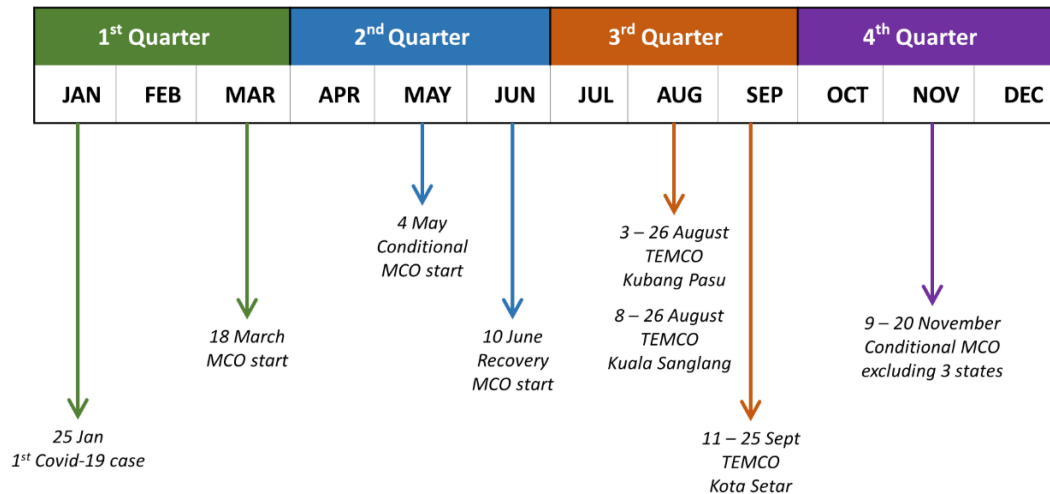 1st Quarter
2nd Quarter
3rd Quarter
4th Quarter
JAN
FEB
MAR
APR
MAY
JUN
JUL
AUG
SEP
OCT
NOV
DEC
25 Jan
1st Covid-19 case
18 March
MCO start
4 May
Conditional
MCO start
10 June
Recovery
MCO start
3 – 26 August
TEMCO
Kubang Pasu
8 – 26 August
TEMCO
Kuala Sanglang
11 – 25 Sept
TEMCO
Kota Setar
9 – 20 November
Conditional MCO
excluding 3 states